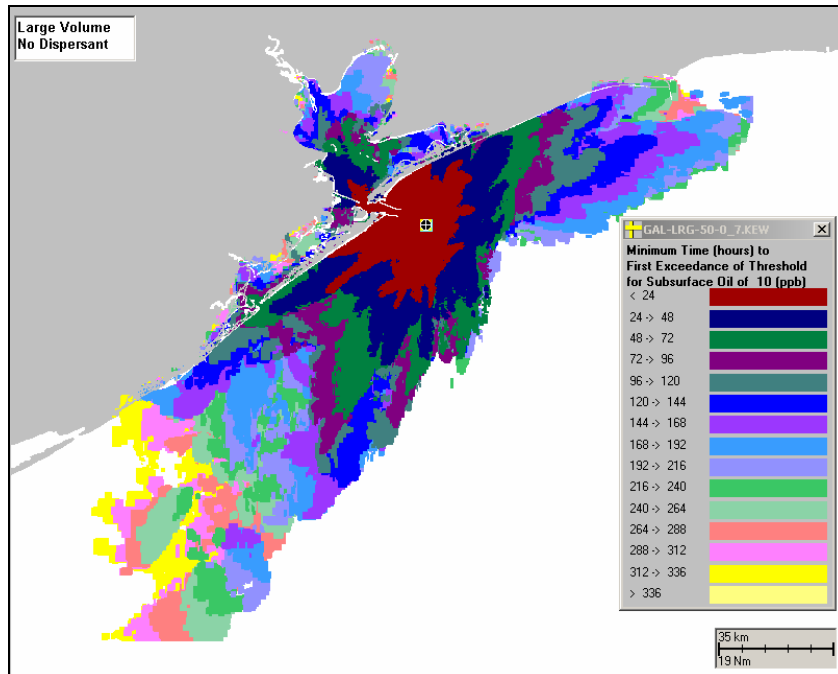 Large Volume
No Dispersant
GAL-LRG-50-0_7.KEW
Minimum Time (hours) to
First Exceedance of Threshold
for Subsurface Oil of 10 (ppb)
< 24
24 -> 48
48 -> 72
72 -> 96
96 -> 120
120 -> 144
144 -> 168
168 -> 192
192 -> 216
216 -> 240
240 -> 264
264 -> 288
288 -> 312
312 -> 336
> 336
35 km
19 Nm